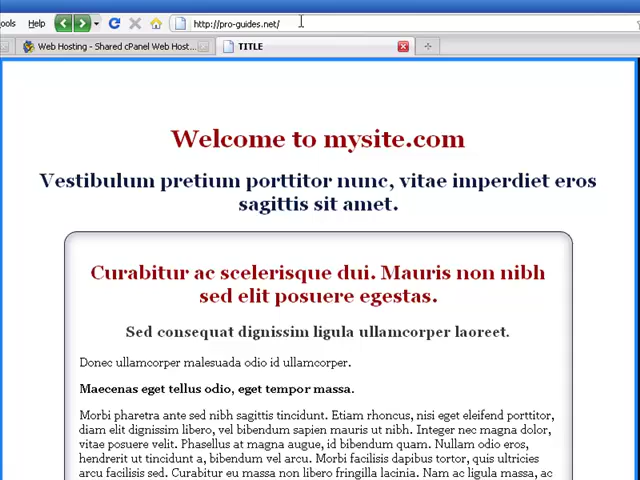 ools Help http://pro-guides.net/
Web Hosting - Shared cPanel Web Host... TITLE
Welcome to mysite.com
Vestibulum pretium porttitor nunc, vitae imperdiet eros
sagittis sit amet.
Curabitur ac scelerisque dui. Mauris non nibh
sed elit posuere egestas.
Sed consequat dignissim ligula ullamcorper laoreet.
Donec ullamcorper malesuada odio id ullamcorper.
Maecenas eget tellus odio, eget tempor massa.
Morbi pharetra ante sed nibh sagittis tincidunt. Etiam rhoncus, nisi eget eleifend porttitor,
diam elit dignissim libero, vel bibendum sapien mauris ut nibh. Integer nec magna dolor,
vitae posuere velit. Phasellus at magna augue, id bibendum quam. Nullam odio eros,
hendrerit ut tincidunt a, bibendum vel arcu. Morbi facilisis dapibus tortor, quis ultrices
arcu facilisis sed. Curabitur eu massa non libero fringilla lacinia. Nam ac ligula massa, ac